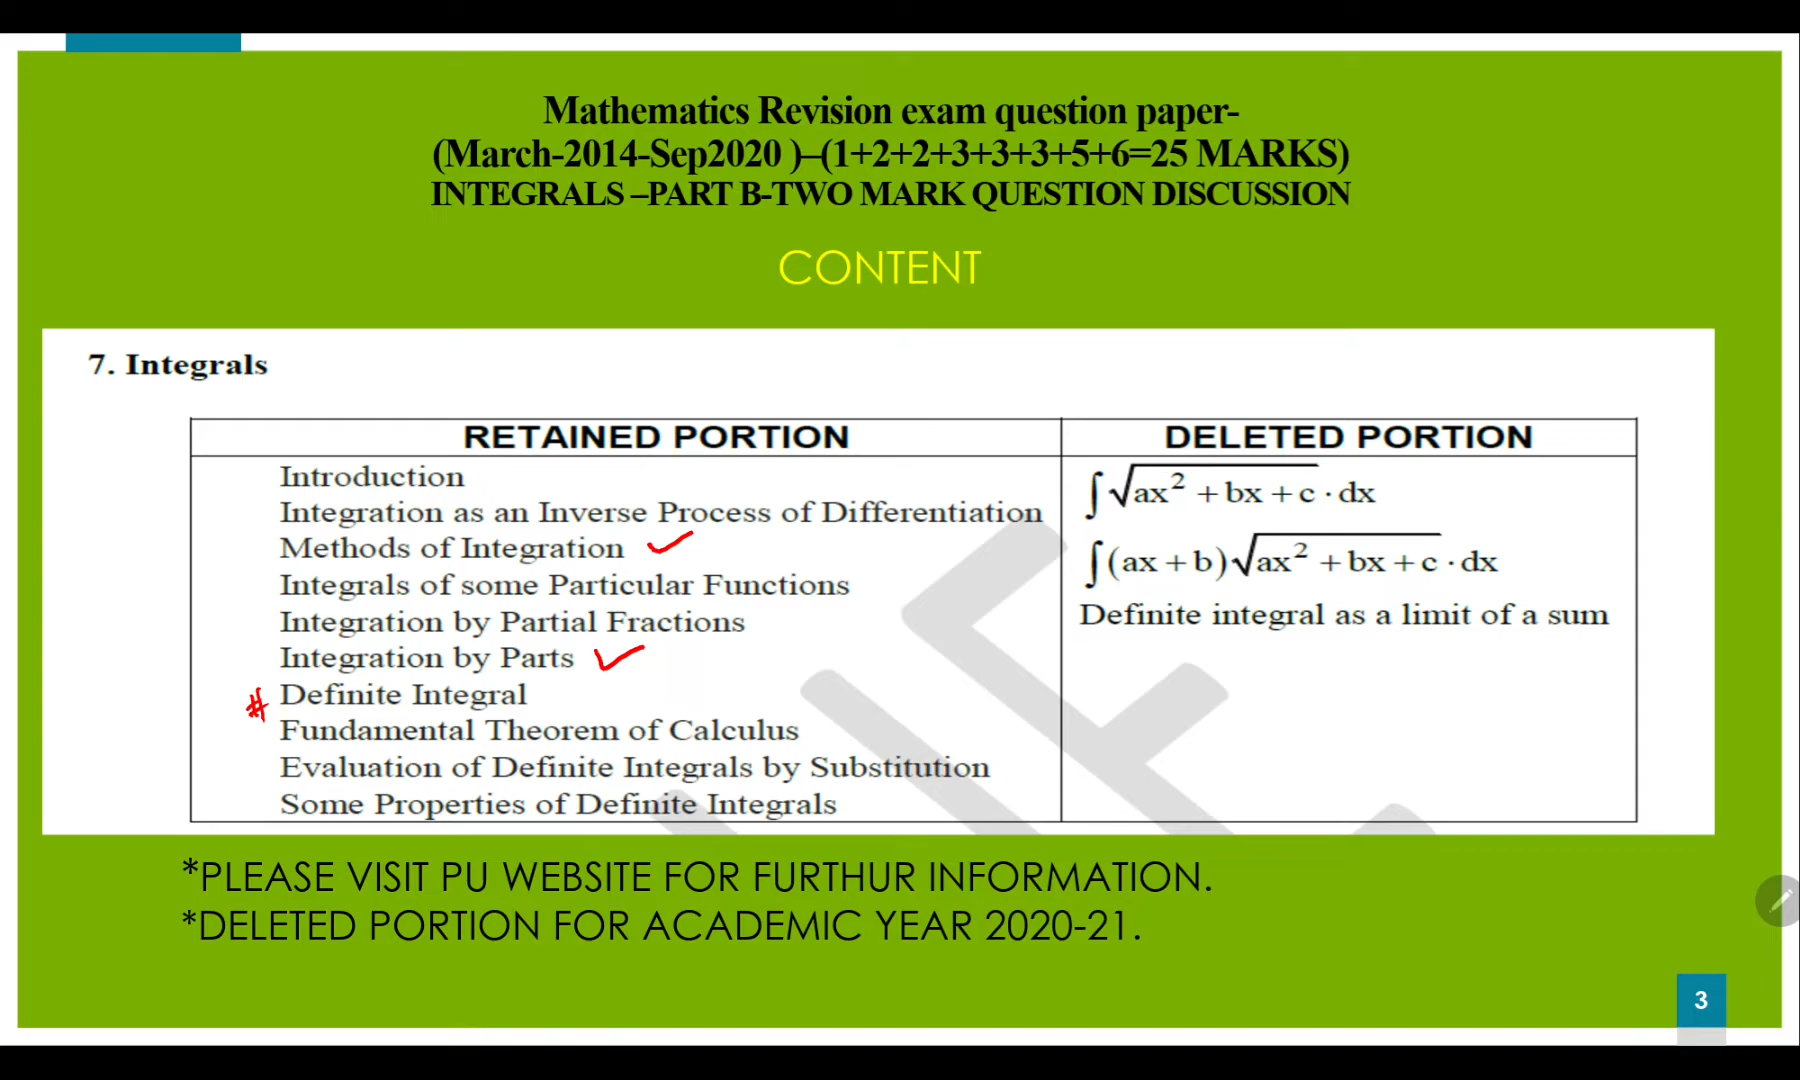 Mathematics Revision exam question paper-
(March-2014-Sep2020 )–(1+2+2+3+3+3+5+6=25 MARKS)
INTEGRALS –PART B-TWO MARK QUESTION DISCUSSION
CONTENT
7. Integrals
RETAINED PORTION
Introduction
Integration as an Inverse Process of Differentiation
Methods of Integration
Integrals of some Particular Functions
Integration by Partial Fractions
Integration by Parts
Definite Integral
Fundamental Theorem of Calculus
Evaluation of Definite Integrals by Substitution
Some Properties of Definite Integrals
DELETED PORTION
∫√(ax² + bx + c) · dx
∫(ax + b)√(ax² + bx + c) · dx
Definite integral as a limit of a sum
*PLEASE VISIT PU WEBSITE FOR FURTHUR INFORMATION.
*DELETED PORTION FOR ACADEMIC YEAR 2020-21.
3